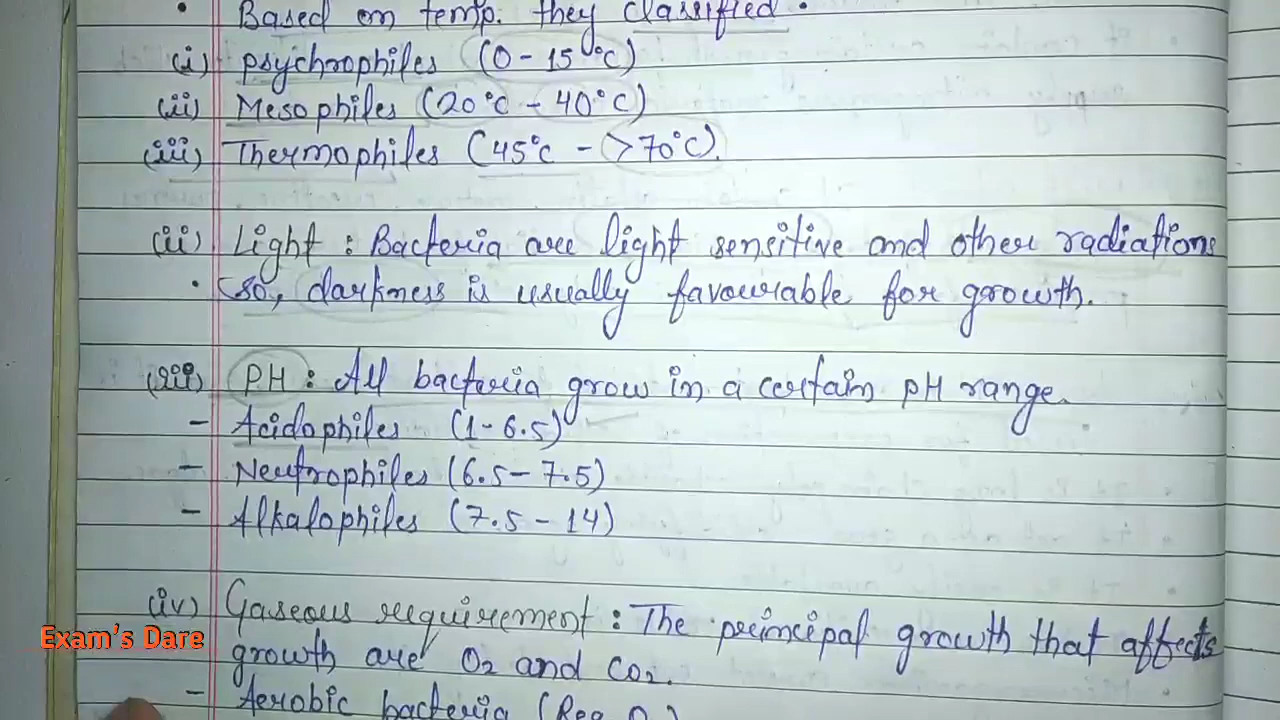 • Based on temp. they classified.
(i) psychrophiles (0-15°C)
(ii) Mesophiles (20°C - 40°C)
(iii) Thermophiles (45°C - >70°C).
(ii) Light : Bacteria are light sensitive and other radiations
• so, darkness is usually favourable for growth.
(iii) PH : All bacteria grow in a certain pH range.
- Acidophiles (1-6.5)
- Neutrophiles (6.5-7.5)
- Alkalophiles (7.5-14)
(iv) Gaseous requirement : The principal growth that affects
growth are O2 and CO2.
- Aerobic bacteria (Req O2)
Exam's Dare